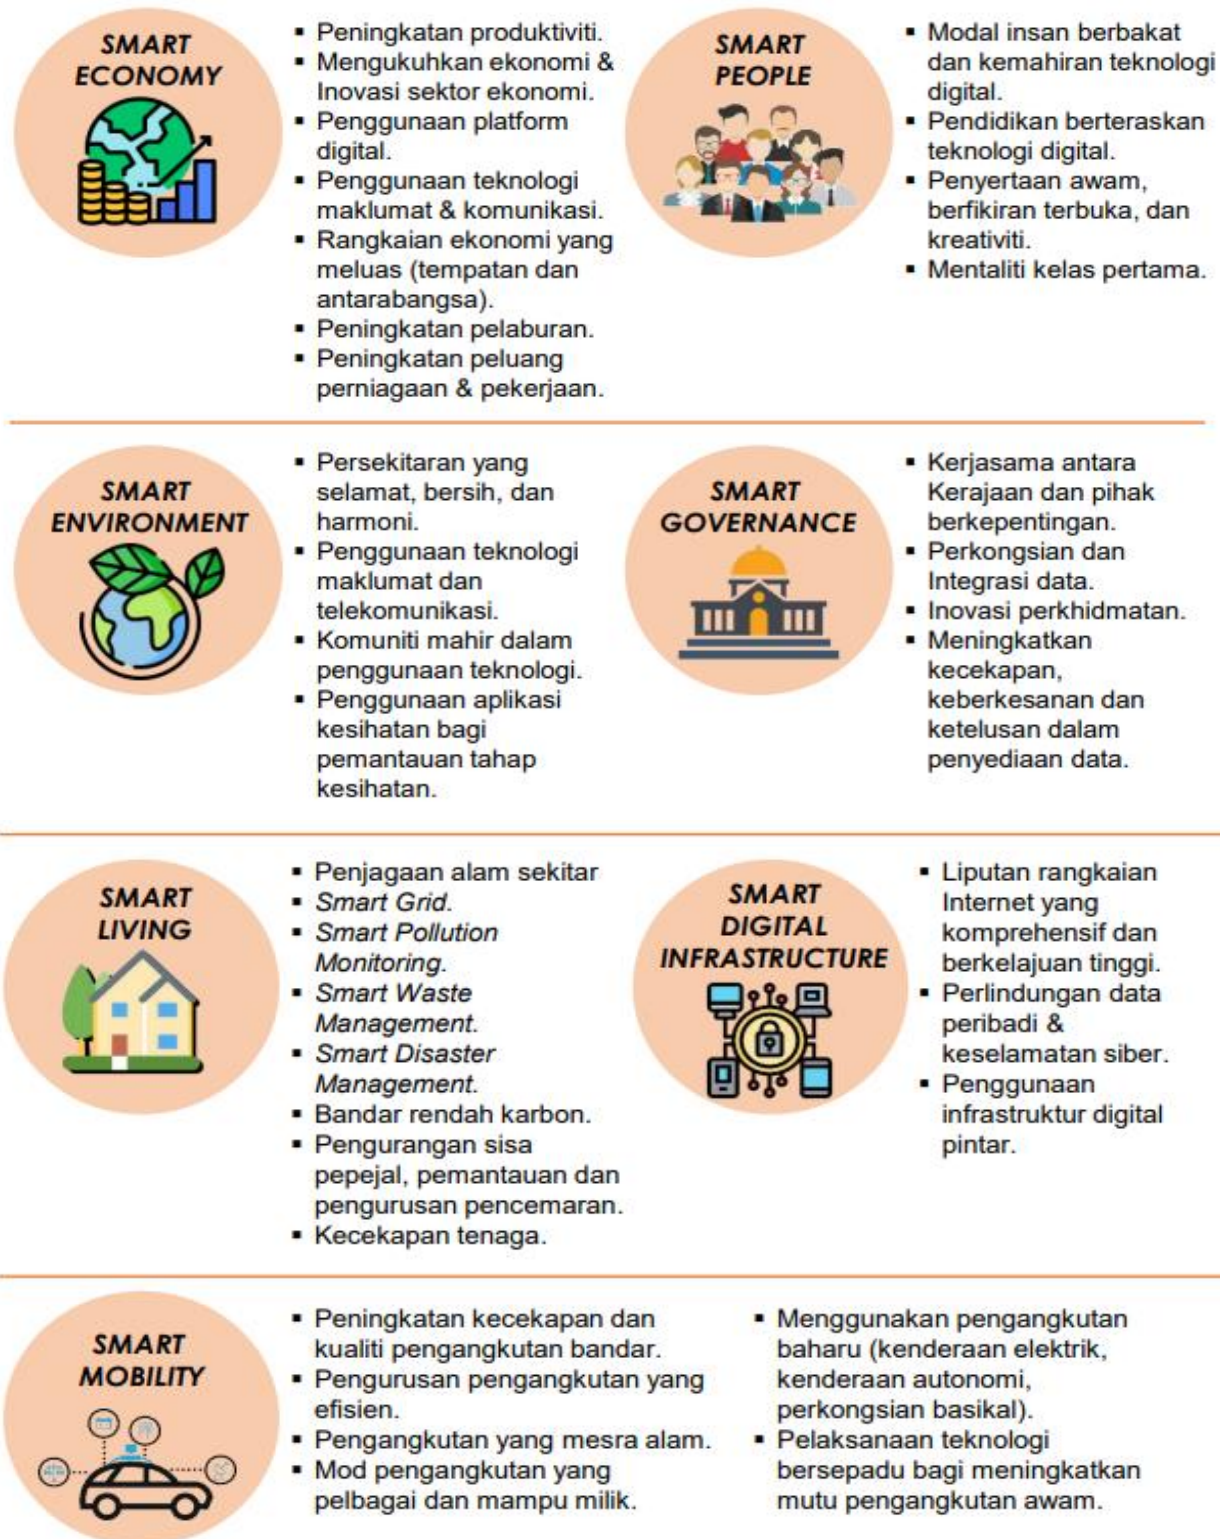 SMART
ECONOMY
▪ Peningkatan produktiviti.
▪ Mengukuhkan ekonomi &
Inovasi sektor ekonomi.
▪ Penggunaan platform
digital.
▪ Penggunaan teknologi
maklumat & komunikasi.
▪ Rangkaian ekonomi yang
meluas (tempatan dan
antarabangsa).
▪ Peningkatan pelaburan.
▪ Peningkatan peluang
perniagaan & pekerjaan.
SMART
PEOPLE
▪ Modal insan berbakat
dan kemahiran teknologi
digital.
▪ Pendidikan berteraskan
teknologi digital.
▪ Penyertaan awam,
berfikiran terbuka, dan
kreativiti.
▪ Mentaliti kelas pertama.
SMART
ENVIRONMENT
▪ Persekitaran yang
selamat, bersih, dan
harmoni.
▪ Penggunaan teknologi
maklumat dan
telekomunikasi.
▪ Komuniti mahir dalam
penggunaan teknologi.
▪ Penggunaan aplikasi
kesihatan bagi
pemantauan tahap
kesihatan.
SMART
GOVERNANCE
▪ Kerjasama antara
Kerajaan dan pihak
berkepentingan.
▪ Perkongsian dan
Integrasi data.
▪ Inovasi perkhidmatan.
▪ Meningkatkan
kecekapan,
keberkesanan dan
ketelusan dalam
penyediaan data.
SMART
LIVING
▪ Penjagaan alam sekitar
▪ Smart Grid.
▪ Smart Pollution
Monitoring.
▪ Smart Waste
Management.
▪ Smart Disaster
Management.
▪ Bandar rendah karbon.
▪ Pengurangan sisa
pepejal, pemantauan dan
pengurusan pencemaran.
▪ Kecekapan tenaga.
SMART
DIGITAL
INFRASTRUCTURE
▪ Liputan rangkaian
Internet yang
komprehensif dan
berkelajuan tinggi.
▪ Perlindungan data
peribadi &
keselamatan siber.
▪ Penggunaan
infrastruktur digital
pintar.
SMART
MOBILITY
▪ Peningkatan kecekapan dan
kualiti pengangkutan bandar.
▪ Pengurusan pengangkutan yang
efisien.
▪ Pengangkutan yang mesra alam.
▪ Mod pengangkutan yang
pelbagai dan mampu milik.
▪ Menggunakan pengangkutan
baharu (kenderaan elektrik,
kenderaan autonomi,
perkongsian basikal).
▪ Pelaksanaan teknologi
bersepadu bagi meningkatkan
mutu pengangkutan awam.